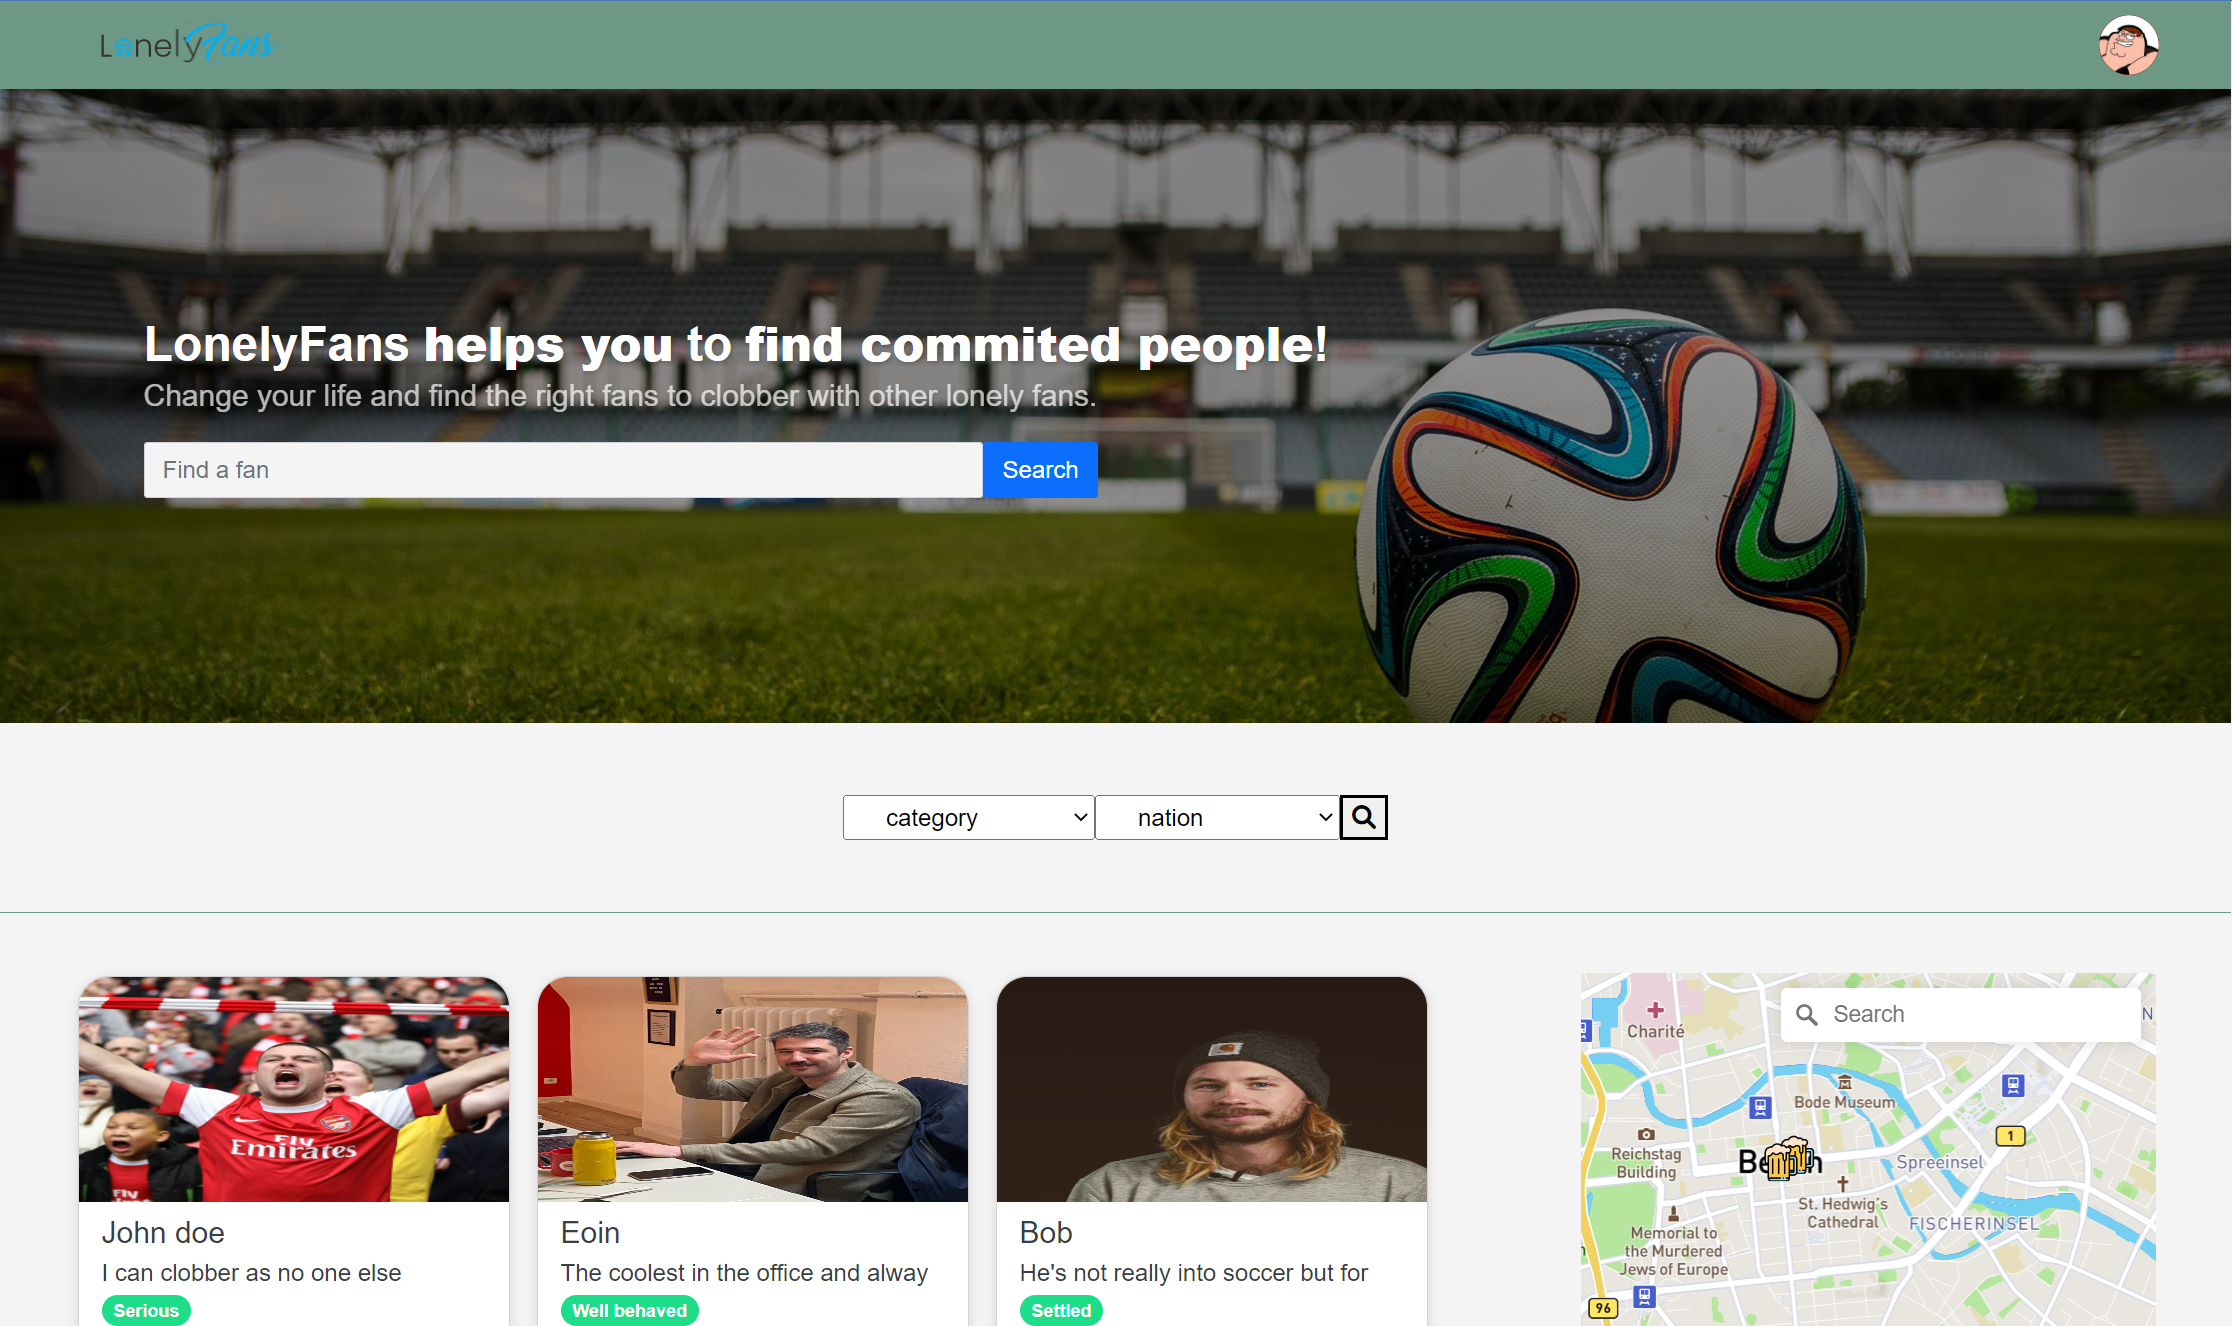 L@nelyFans
LonelyFans helps you to find commited people!
Change your life and find the right fans to clobber with other lonely fans.
Find a fan
Search
category
nation
Fly
Emirates
Fly
John doe
I can clobber as no one else
Serious
Eoin
The coolest in the office and alway
Well behaved
Bob
He's not really into soccer but for
Settled
Search
N
Charité
Bode Museum
1
Reichstag
Building
Spreeinsel
St. Hedwig's
Cathedral
FISCHERINSEL
Memorial to
the Murdered
Jews of Europe
96